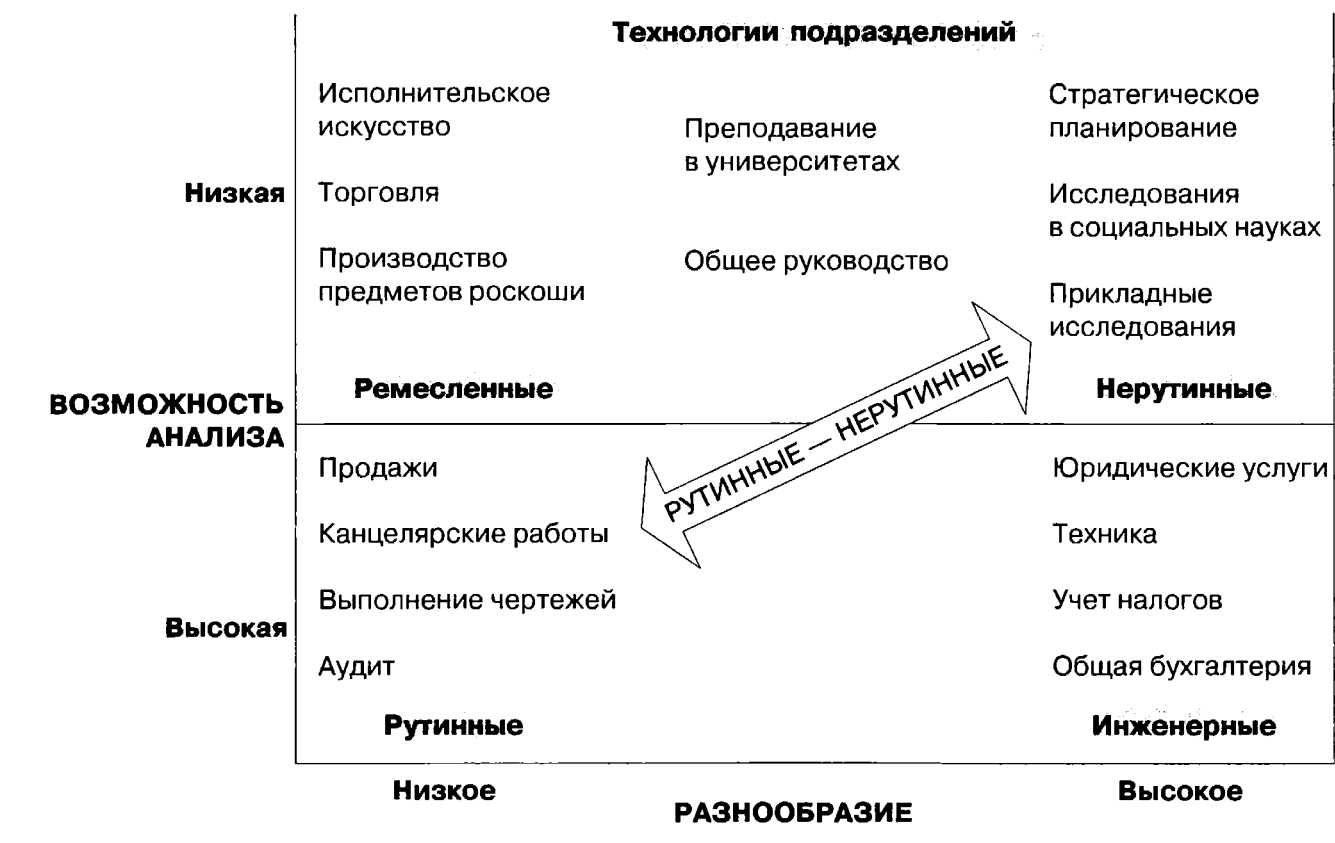 Технологии подразделений
Исполнительское
искусство
Преподавание
в университетах
Стратегическое
планирование
Низкая
Торговля
Исследования
в социальных науках
Производство
предметов роскоши
Общее руководство
Прикладные
исследования
Ремесленные
Нерутинные
ВОЗМОЖНОСТЬ
АНАЛИЗА
РУТИННЫЕ — НЕРУТИННЫЕ
Продажи
Юридические услуги
Канцелярские работы
Техника
Выполнение чертежей
Учет налогов
Высокая
Аудит
Общая бухгалтерия
Рутинные
Инженерные
Низкое
Высокое
РАЗНООБРАЗИЕ